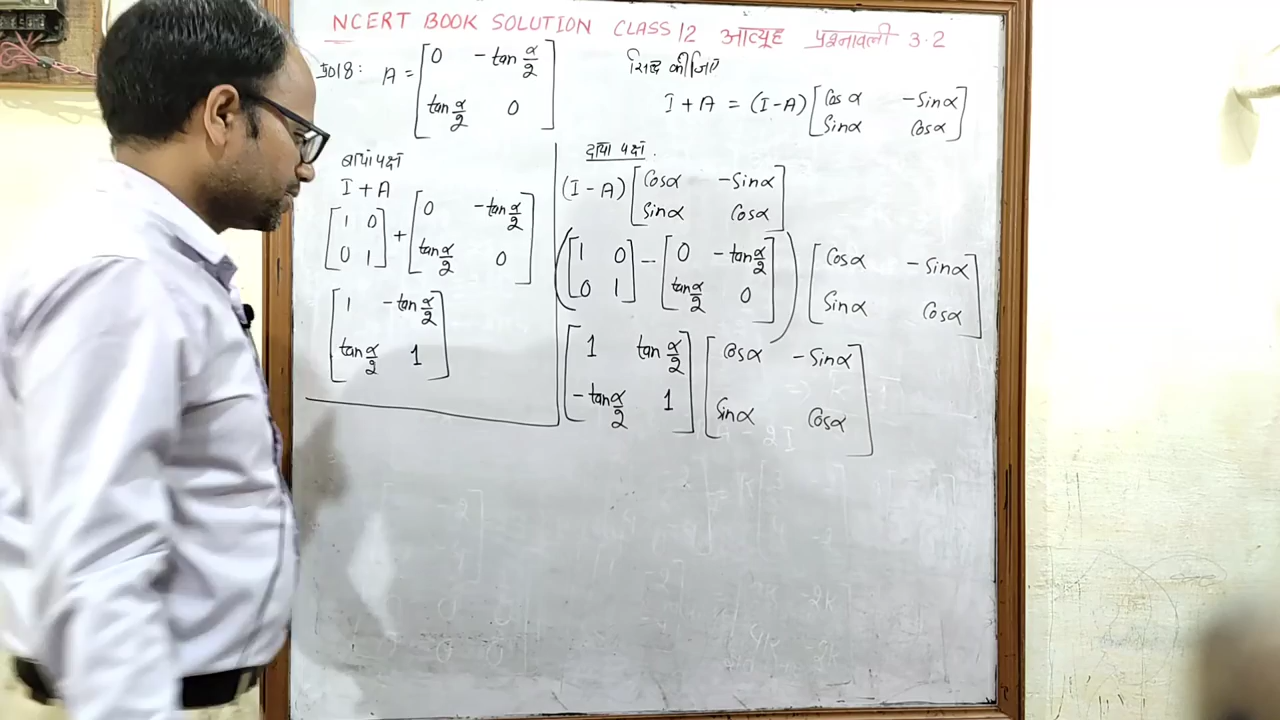 NCERT BOOK SOLUTION CLASS 12 आव्यूह प्रश्नावली 3.2
प्र०18: A = [0 -tan α/2
tan α/2 0]
सिद्ध कीजिए
I + A = (I-A) [Cos α -Sin α
Sin α Cos α]
बायां पक्ष
I + A
[1 0
0 1] + [0 -tan α/2
tan α/2 0]
[1 -tan α/2
tan α/2 1]
दायां पक्ष.
(I - A) [Cos α -Sin α
Sin α Cos α]
([1 0
0 1] - [0 -tan α/2
tan α/2 0]) [Cos α -Sin α
Sin α Cos α]
[1 tan α/2
-tan α/2 1] [Cos α -Sin α
Sin α Cos α]